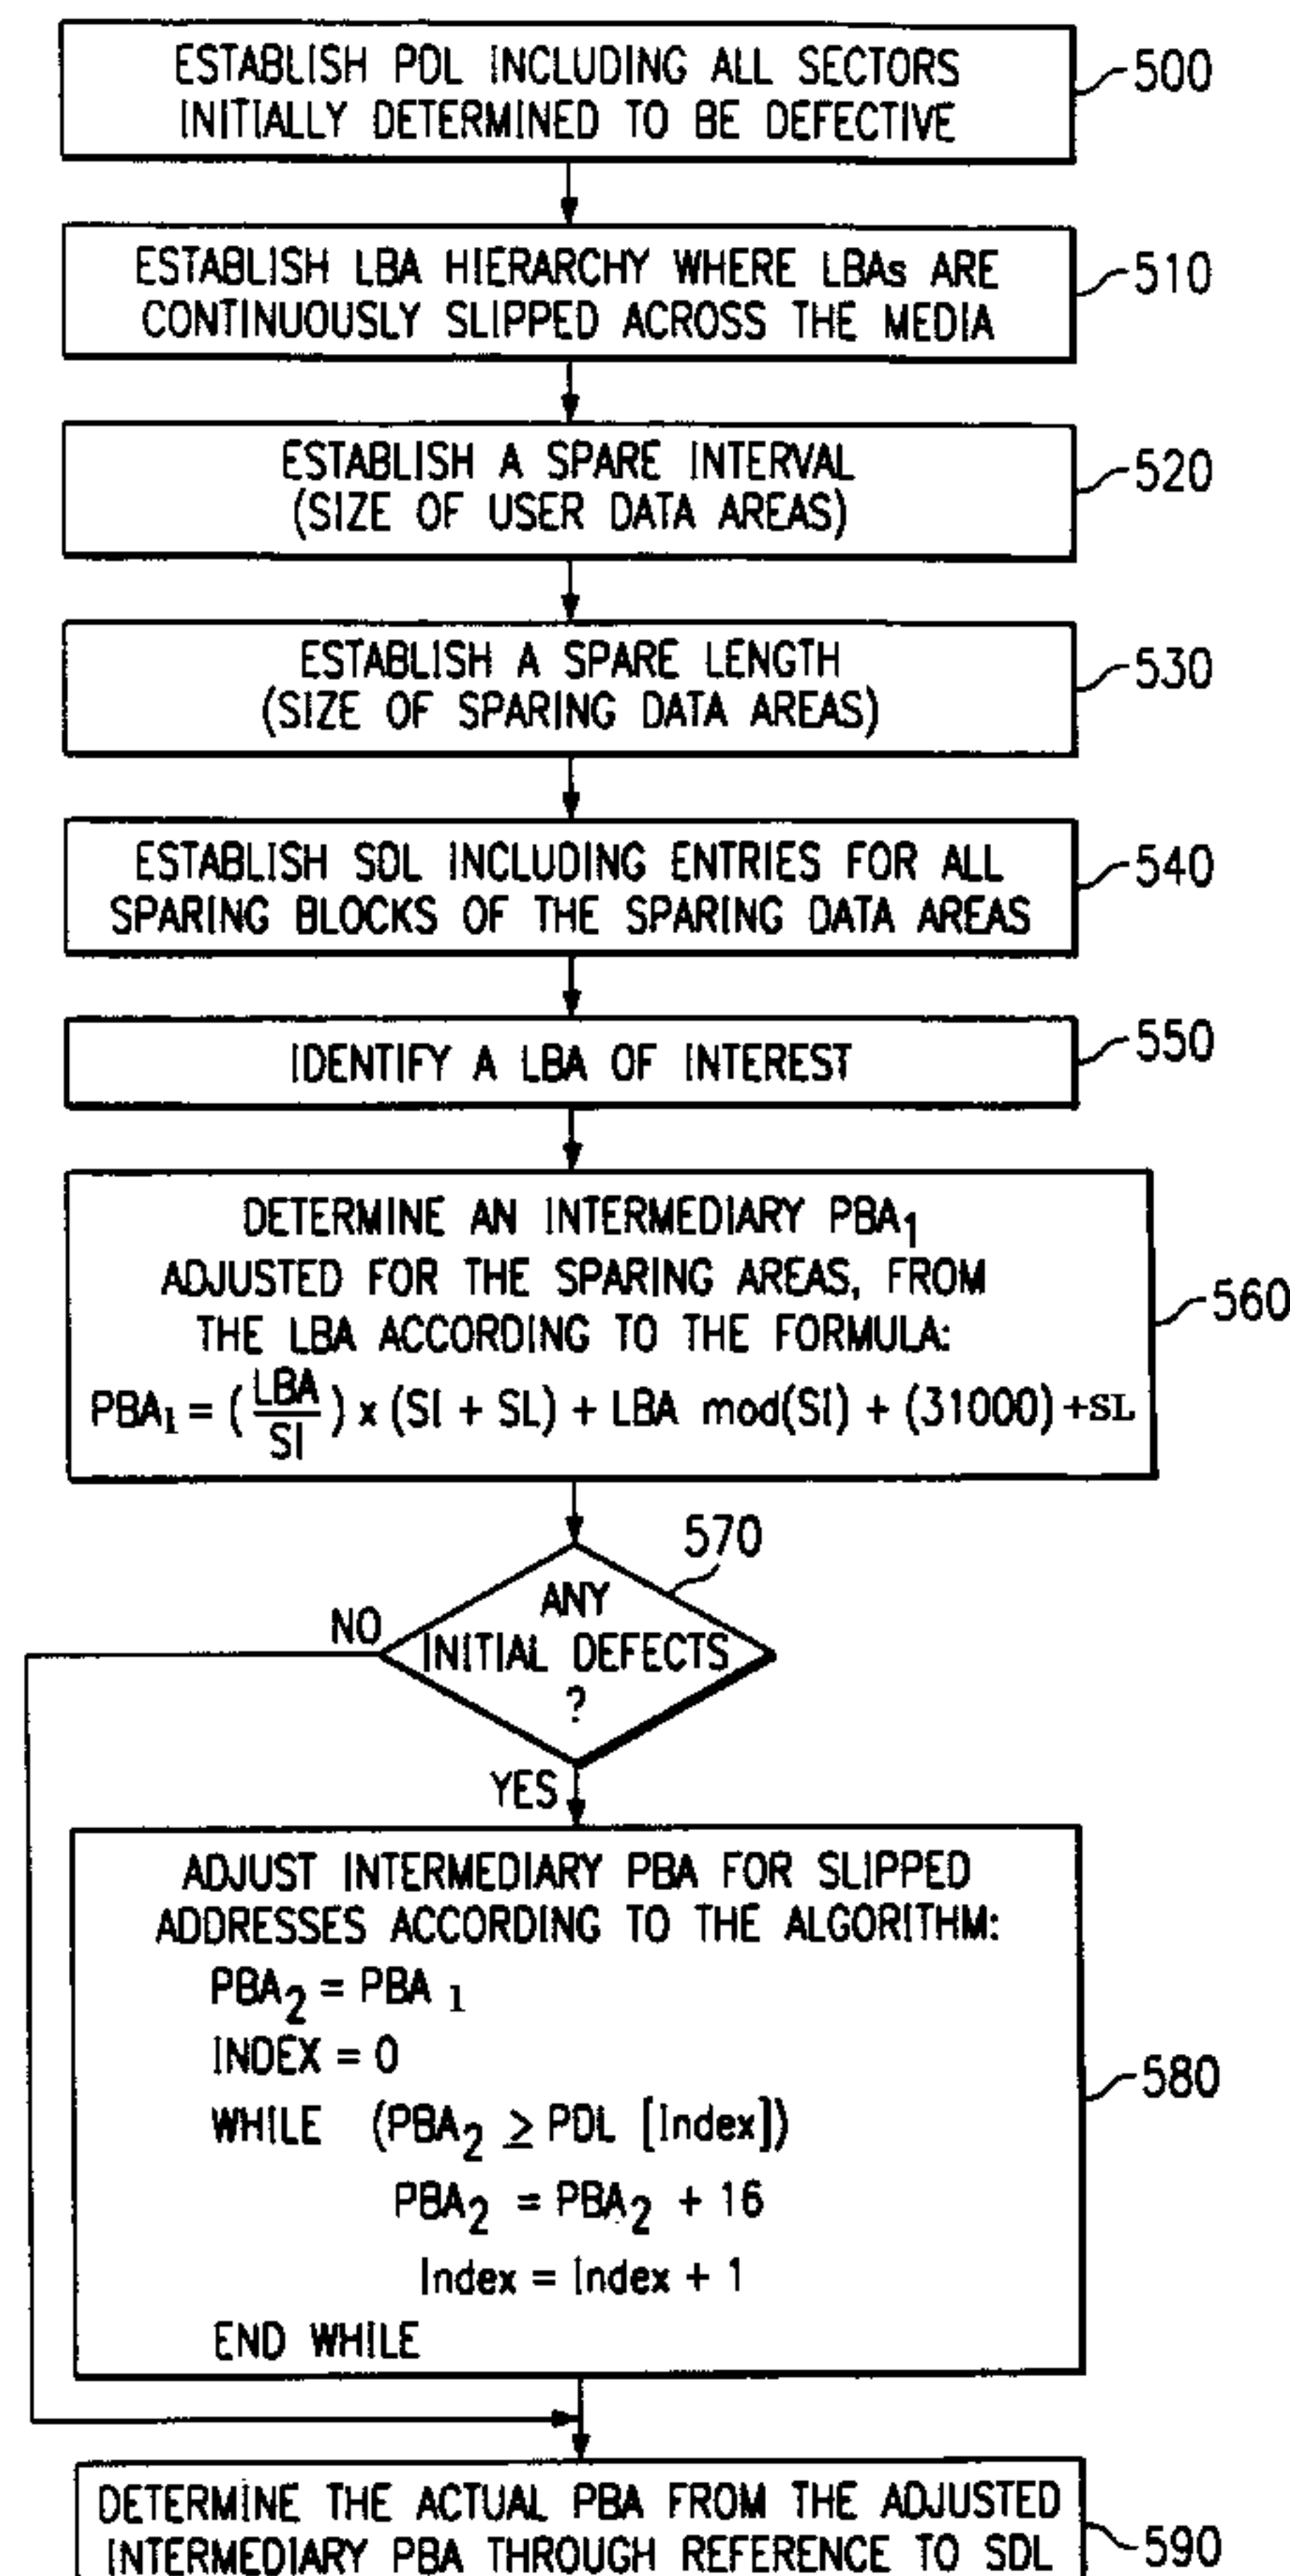 ESTABLISH PDL INCLUDING ALL SECTORS
INITIALLY DETERMINED TO BE DEFECTIVE
500
ESTABLISH LBA HIERARCHY WHERE LBAs ARE
CONTINUOUSLY SLIPPED ACROSS THE MEDIA
510
ESTABLISH A SPARE INTERVAL
(SIZE OF USER DATA AREAS)
520
ESTABLISH A SPARE LENGTH
(SIZE OF SPARING DATA AREAS)
530
ESTABLISH SDL INCLUDING ENTRIES FOR ALL
SPARING BLOCKS OF THE SPARING DATA AREAS
540
IDENTIFY A LBA OF INTEREST
550
DETERMINE AN INTERMEDIARY PBA₁
ADJUSTED FOR THE SPARING AREAS, FROM
THE LBA ACCORDING TO THE FORMULA:
PBA₁ = (LBA/SI) x (SI + SL) + LBA mod(SI) + (31000) +SL
560
570
ANY
INITIAL DEFECTS
?
NO
YES
ADJUST INTERMEDIARY PBA FOR SLIPPED
ADDRESSES ACCORDING TO THE ALGORITHM:
PBA₂ = PBA ₁
INDEX = 0
WHILE (PBA₂ ≥ PDL [Index])
PBA₂ = PBA₂ + 16
Index = Index + 1
END WHILE
580
DETERMINE THE ACTUAL PBA FROM THE ADJUSTED
INTERMEDIARY PBA THROUGH REFERENCE TO SDL
590